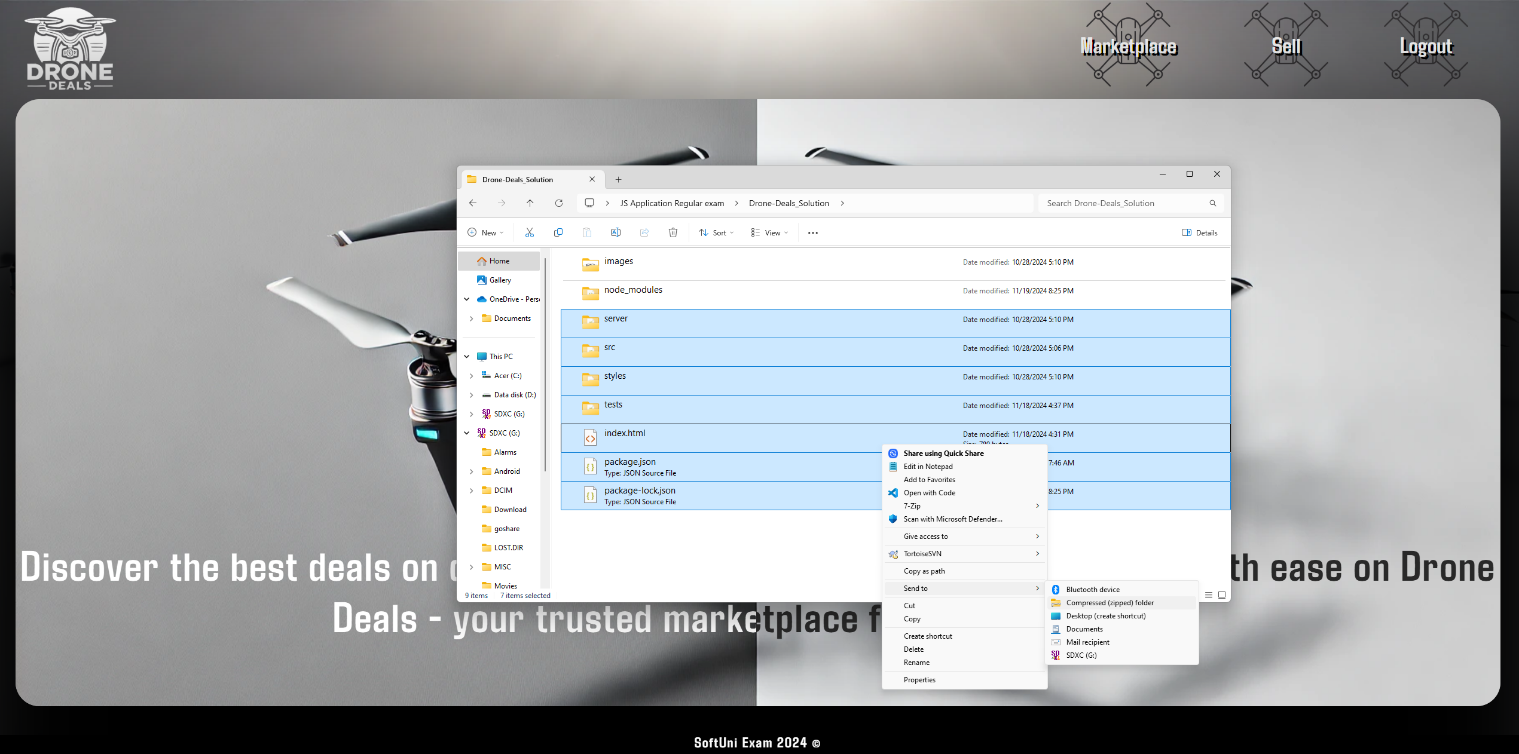 DRONE
DEALS
Marketplace
Sell
Logout
Drone-Deals_Solution
JS Application Regular exam
Drone-Deals_Solution
Search Drone-Deals_Solution
New
Sort
View
Details
Home
Gallery
OneDrive - Pers
Documents
This PC
Acer (C:)
Data disk (D:)
SDXC (G:)
SDXC (G:)
Alarms
Android
DCIM
Download
goshare
LOST.DIR
MISC
Movies
images
Date modified: 10/28/2024 5:10 PM
node_modules
Date modified: 11/19/2024 8:25 PM
server
Date modified: 10/28/2024 5:10 PM
src
Date modified: 10/28/2024 5:06 PM
styles
Date modified: 10/28/2024 5:10 PM
tests
Date modified: 11/18/2024 4:37 PM
index.html
Date modified: 11/18/2024 4:31 PM
package.json
Type: JSON Source File
7:46 AM
package-lock.json
Type: JSON Source File
8:25 PM
9 items
7 items selected
Share using Quick Share
Edit in Notepad
Add to Favorites
Open with Code
7-Zip
Scan with Microsoft Defender...
Give access to
TortoiseSVN
Copy as path
Send to
Cut
Copy
Create shortcut
Delete
Rename
Properties
Bluetooth device
Compressed (zipped) folder
Desktop (create shortcut)
Documents
Mail recipient
SDXC (G:)
Discover the best deals on
th ease on Drone
Deals - your trusted marketplace f
SoftUni Exam 2024 ©